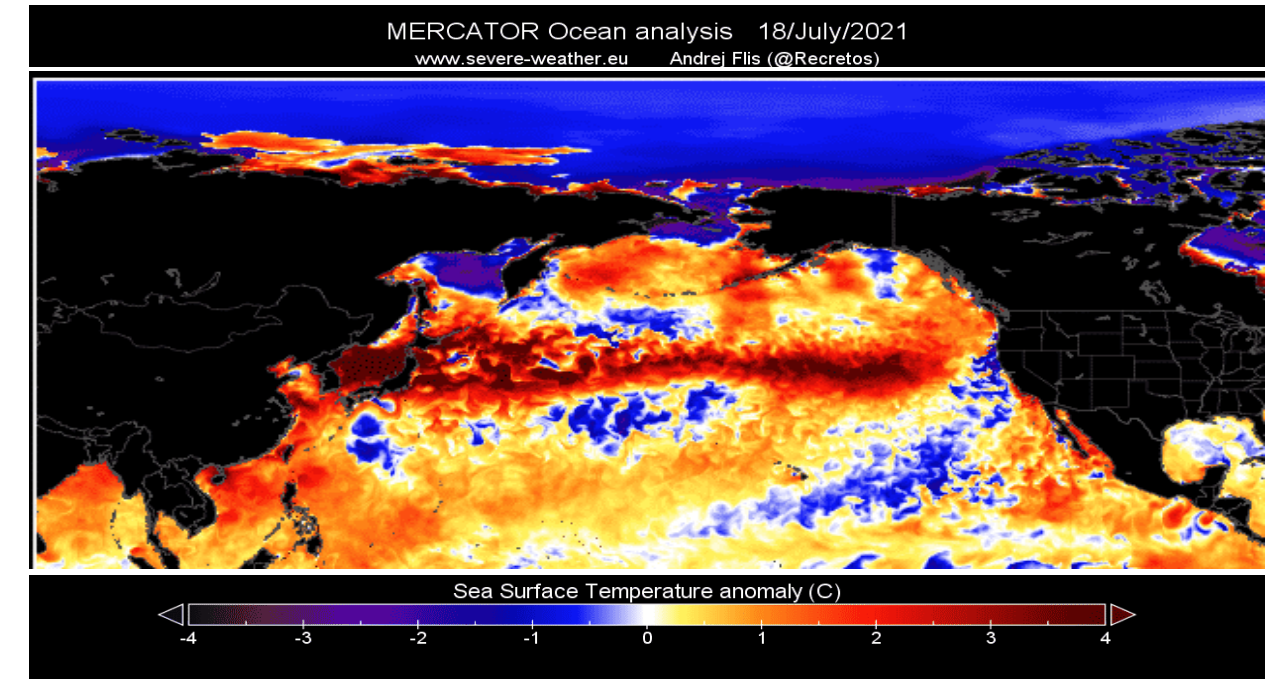 MERCATOR Ocean analysis 18/July/2021
www.severe-weather.eu Andrej Flis (@Recretos)
Sea Surface Temperature anomaly (C)
-4 -3 -2 -1 0 1 2 3 4